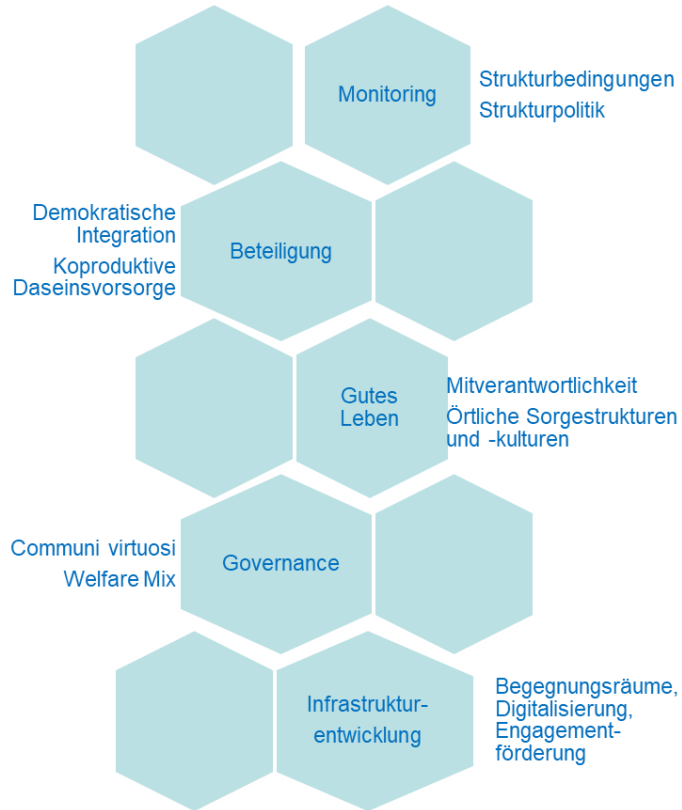 Monitoring
Strukturbedingungen
Strukturpolitik
Demokratische
Integration
Koproduktive
Daseinsvorsorge
Beteiligung
Gutes
Leben
Mitverantwortlichkeit
Örtliche Sorgestrukturen
und -kulturen
Communi virtuosi
Welfare Mix
Governance
Infrastruktur-
entwicklung
Begegnungsräume,
Digitalisierung,
Engagement-
förderung